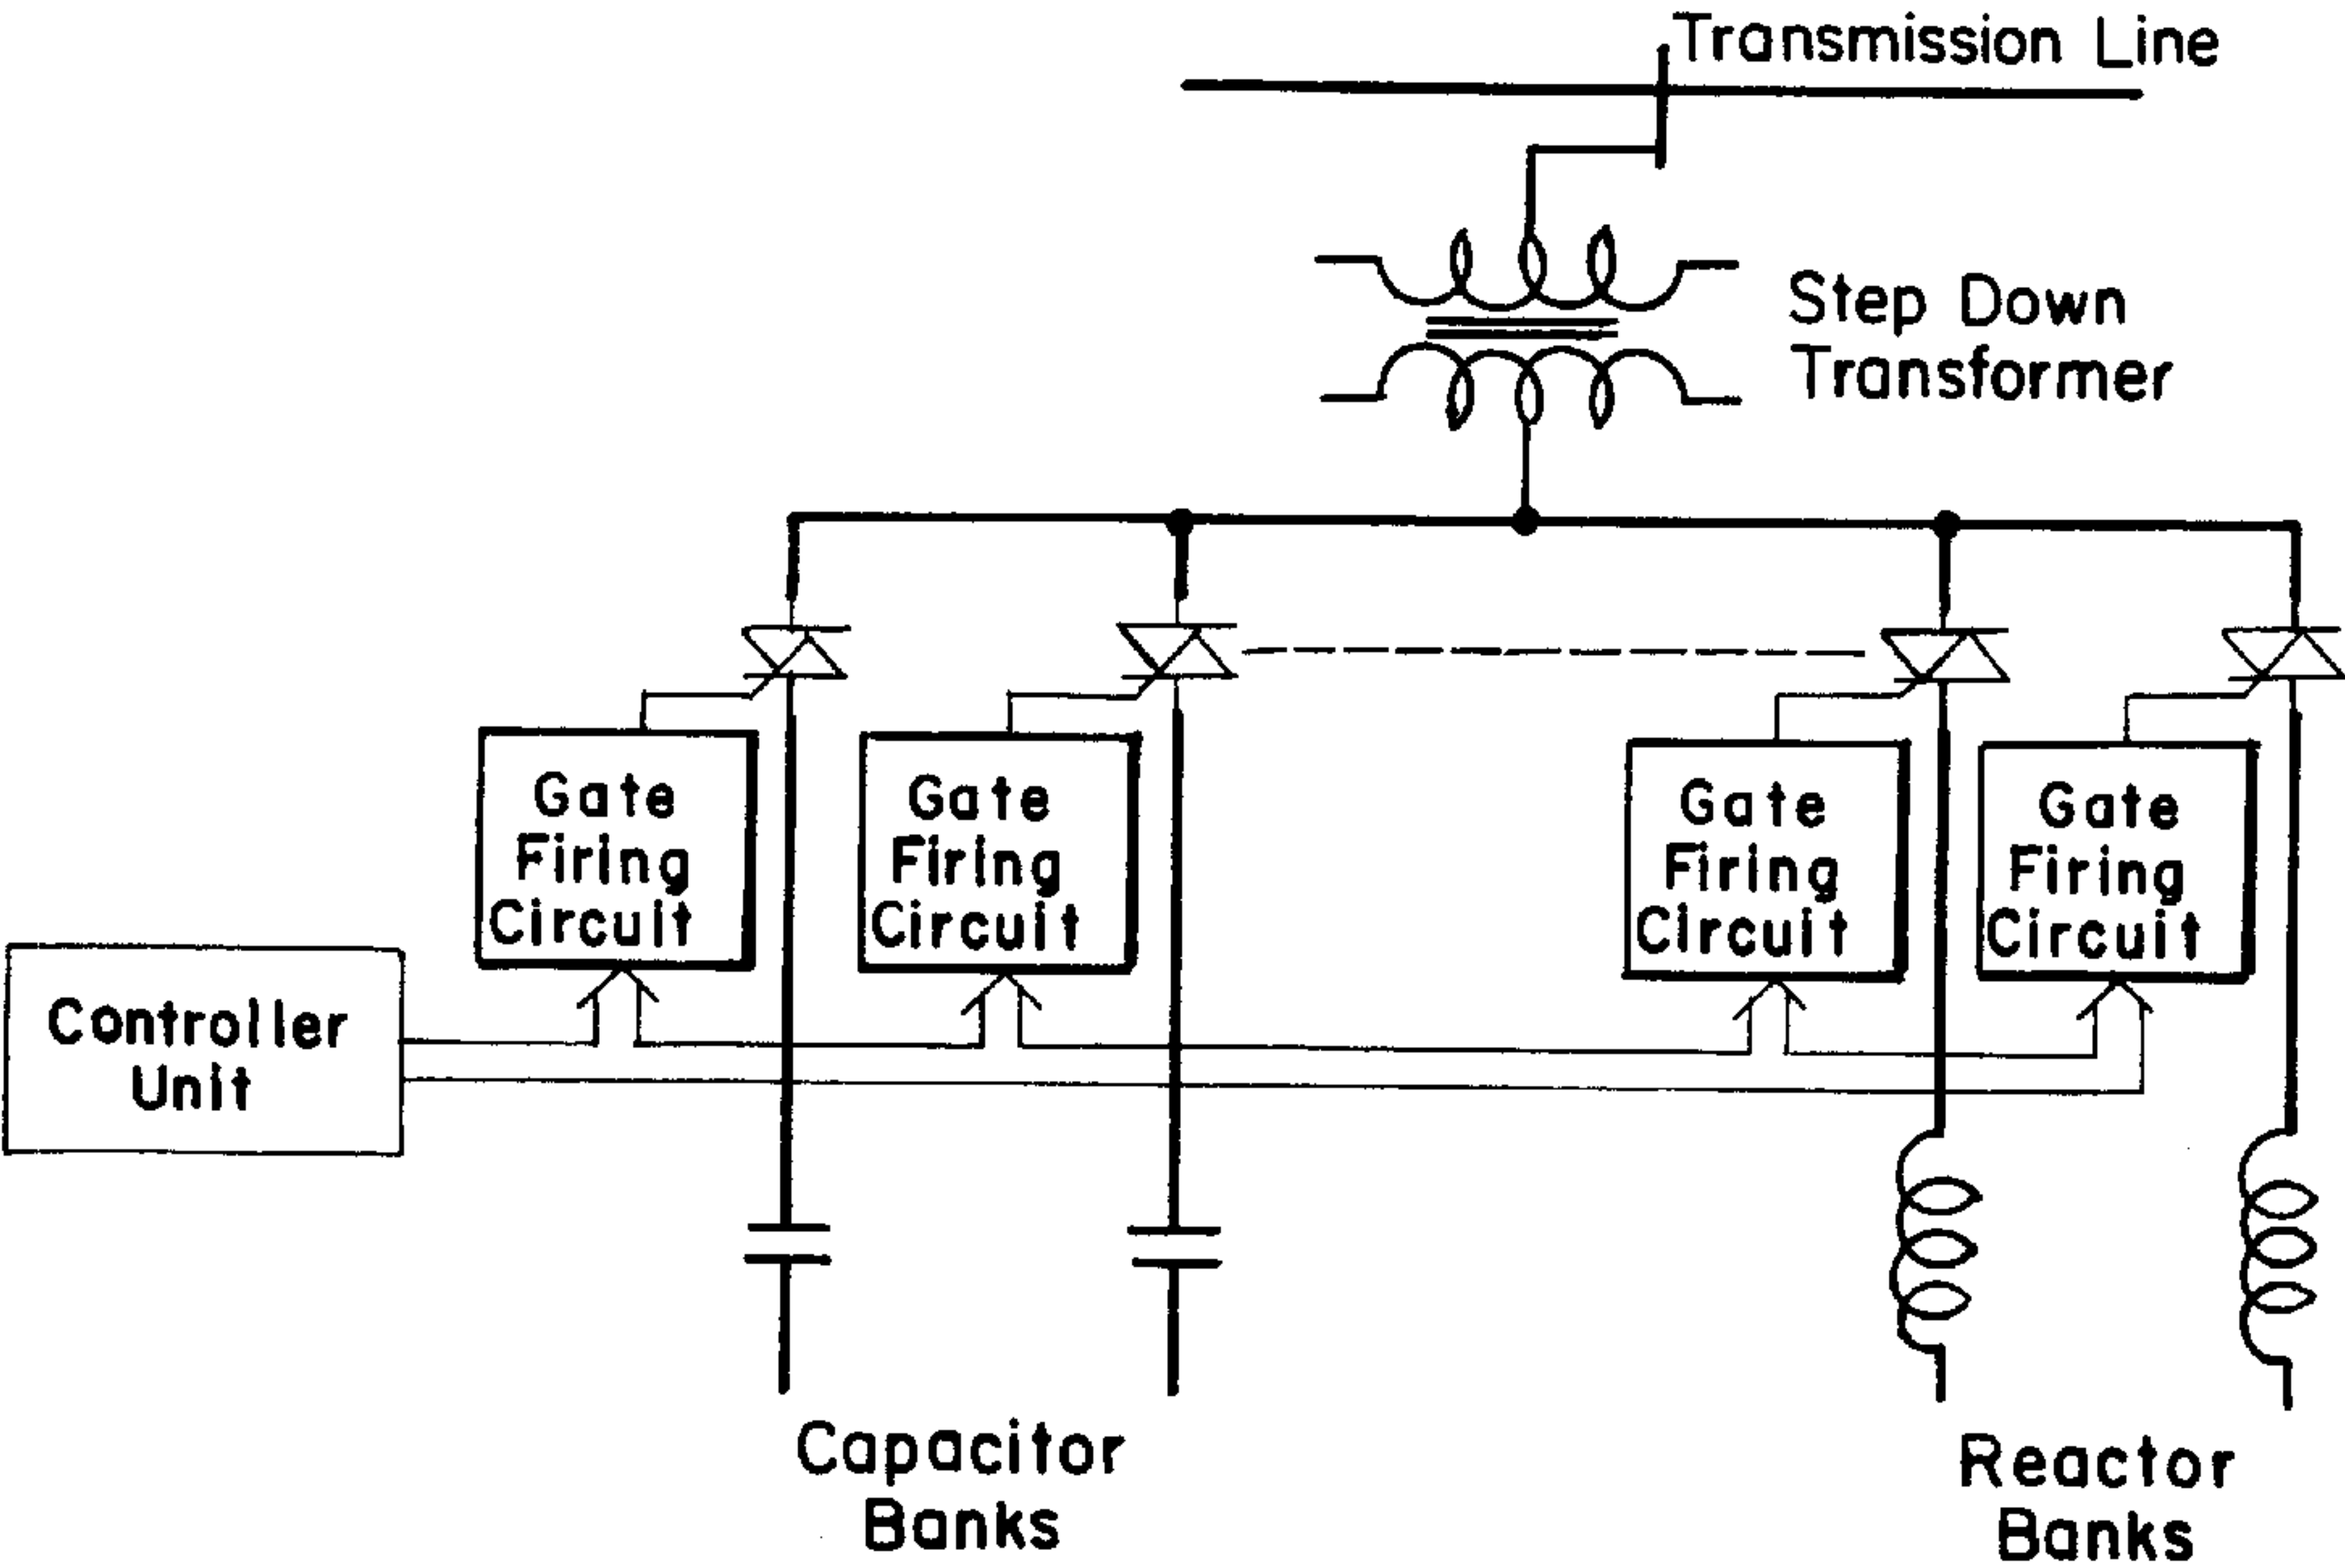 Transmission Line
Step Down
Transformer
Gate
Firing
Circuit
Gate
Firing
Circuit
Gate
Firing
Circuit
Gate
Firing
Circuit
Controller
Unit
Capacitor
Banks
Reactor
Banks